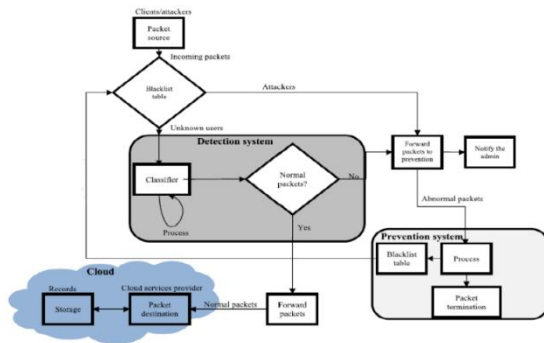 Clients/attackers
Packet
source
Incoming packets
Blacklist
table
Attackers
Unknown users
Detection system
Classifier
Process
Normal
packets?
No
Yes
Forward
packets to
prevention
Notify the
admin
Abnormal packets
Prevention system
Blacklist
table
Process
Packet
termination
Cloud
Records
Storage
Cloud services provider
Packet
destination
Normal packets
Forward
packets